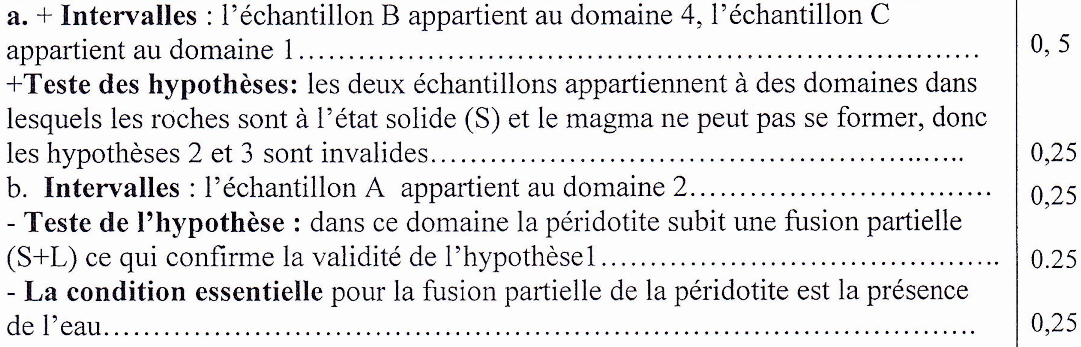 a. + Intervalles : l'échantillon B appartient au domaine 4, l'échantillon C
appartient au domaine 1.......................................................................... 0, 5
+Teste des hypothèses: les deux échantillons appartiennent à des domaines dans
lesquels les roches sont à l'état solide (S) et le magma ne peut pas se former, donc
les hypothèses 2 et 3 sont invalides.......................................................... 0,25
b. Intervalles : l'échantillon A appartient au domaine 2................................ 0,25
- Teste de l'hypothèse : dans ce domaine la péridotite subit une fusion partielle
(S+L) ce qui confirme la validité de l'hypothèse1......................................... 0.25
- La condition essentielle pour la fusion partielle de la péridotite est la présence
de l'eau............................................................................................... 0,25